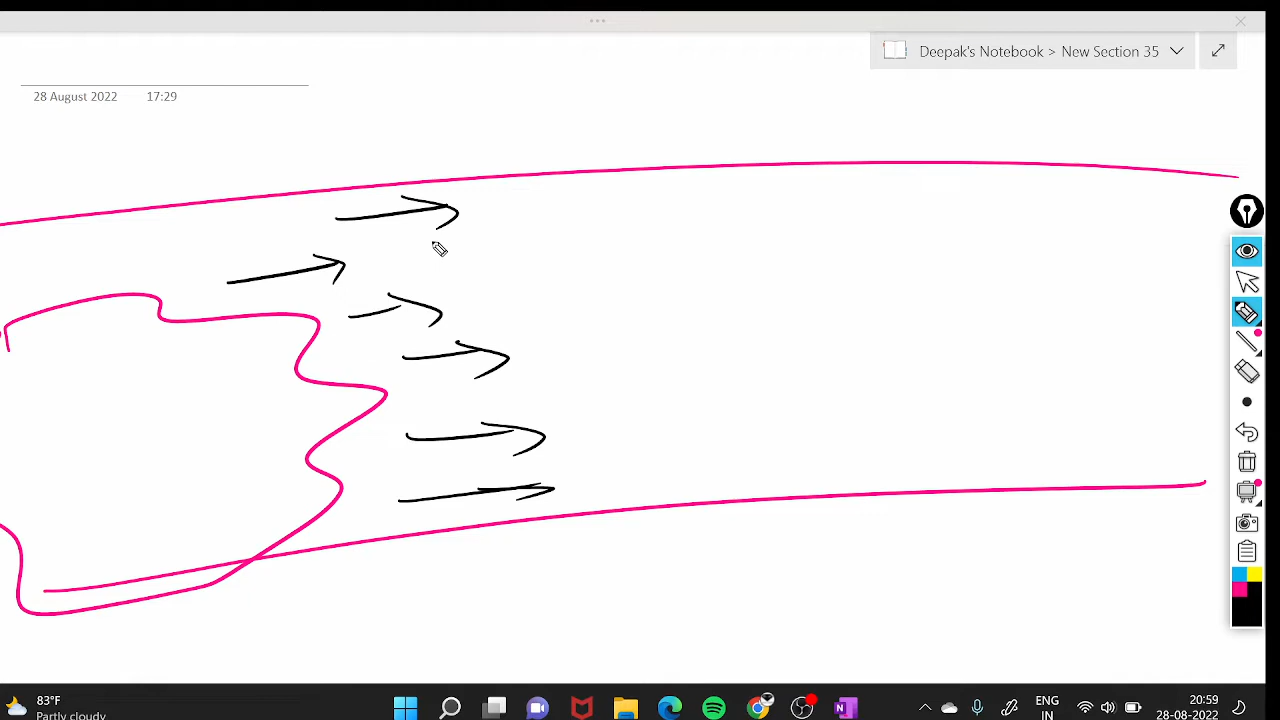 Deepak's Notebook > New Section 35
28 August 2022 17:29
83°F
Partly cloudy
ENG
IN
20:59
28-08-2022